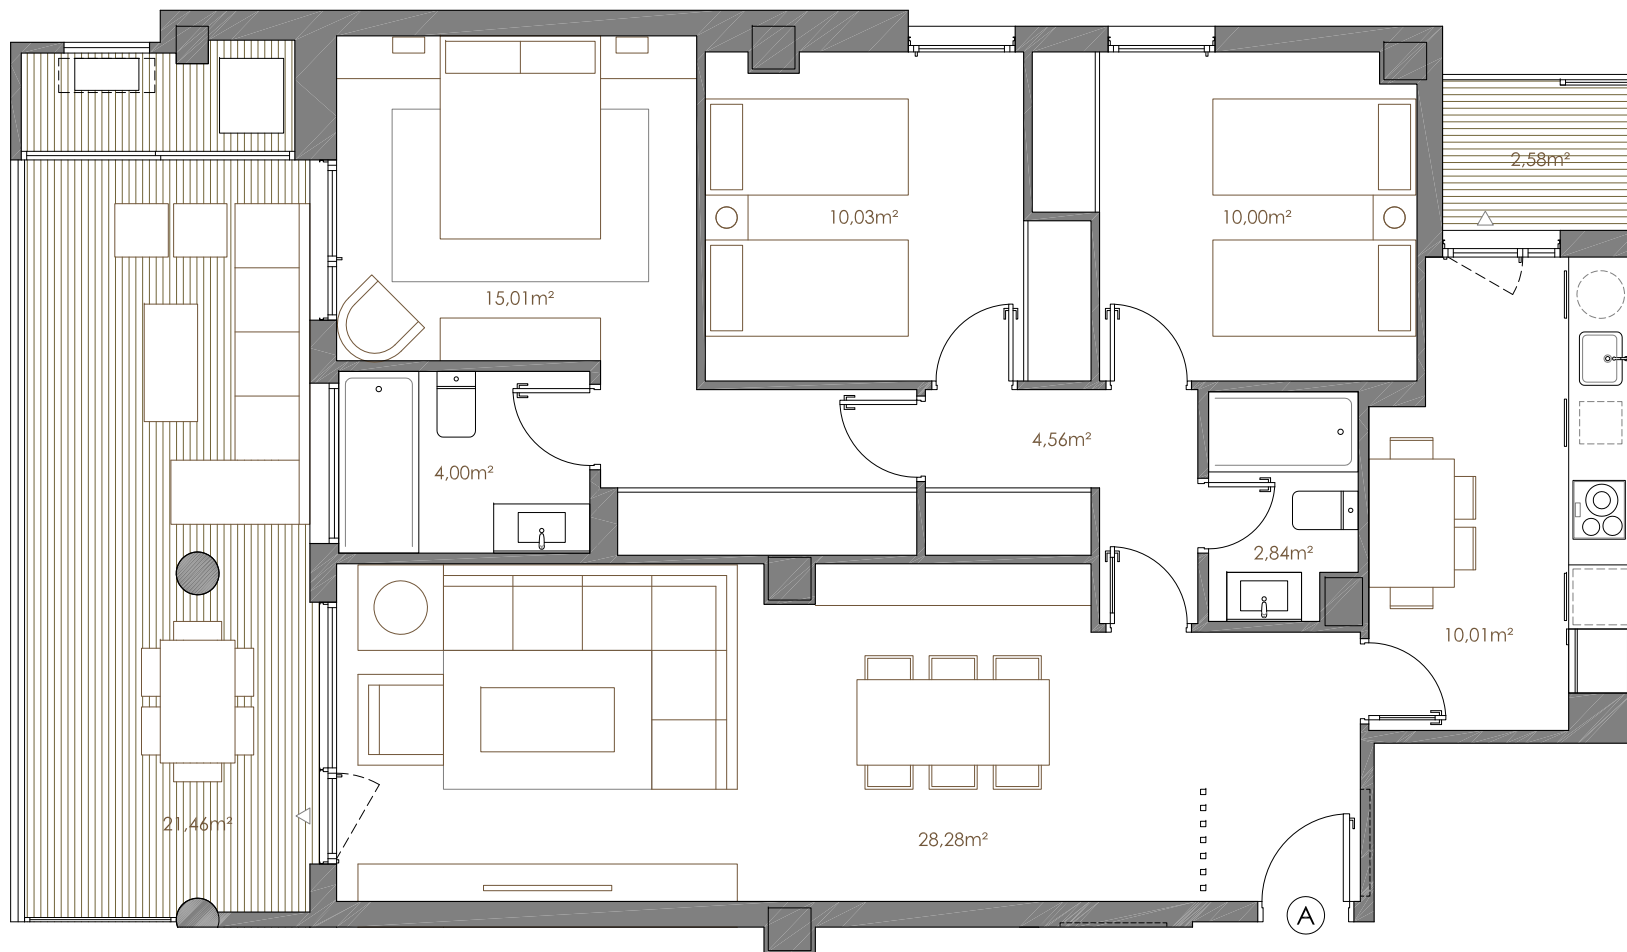 2,58m²
10,03m²
10,00m²
15,01m²
4,56m²
4,00m²
2,84m²
10,01m²
21,46m²
28,28m²
A